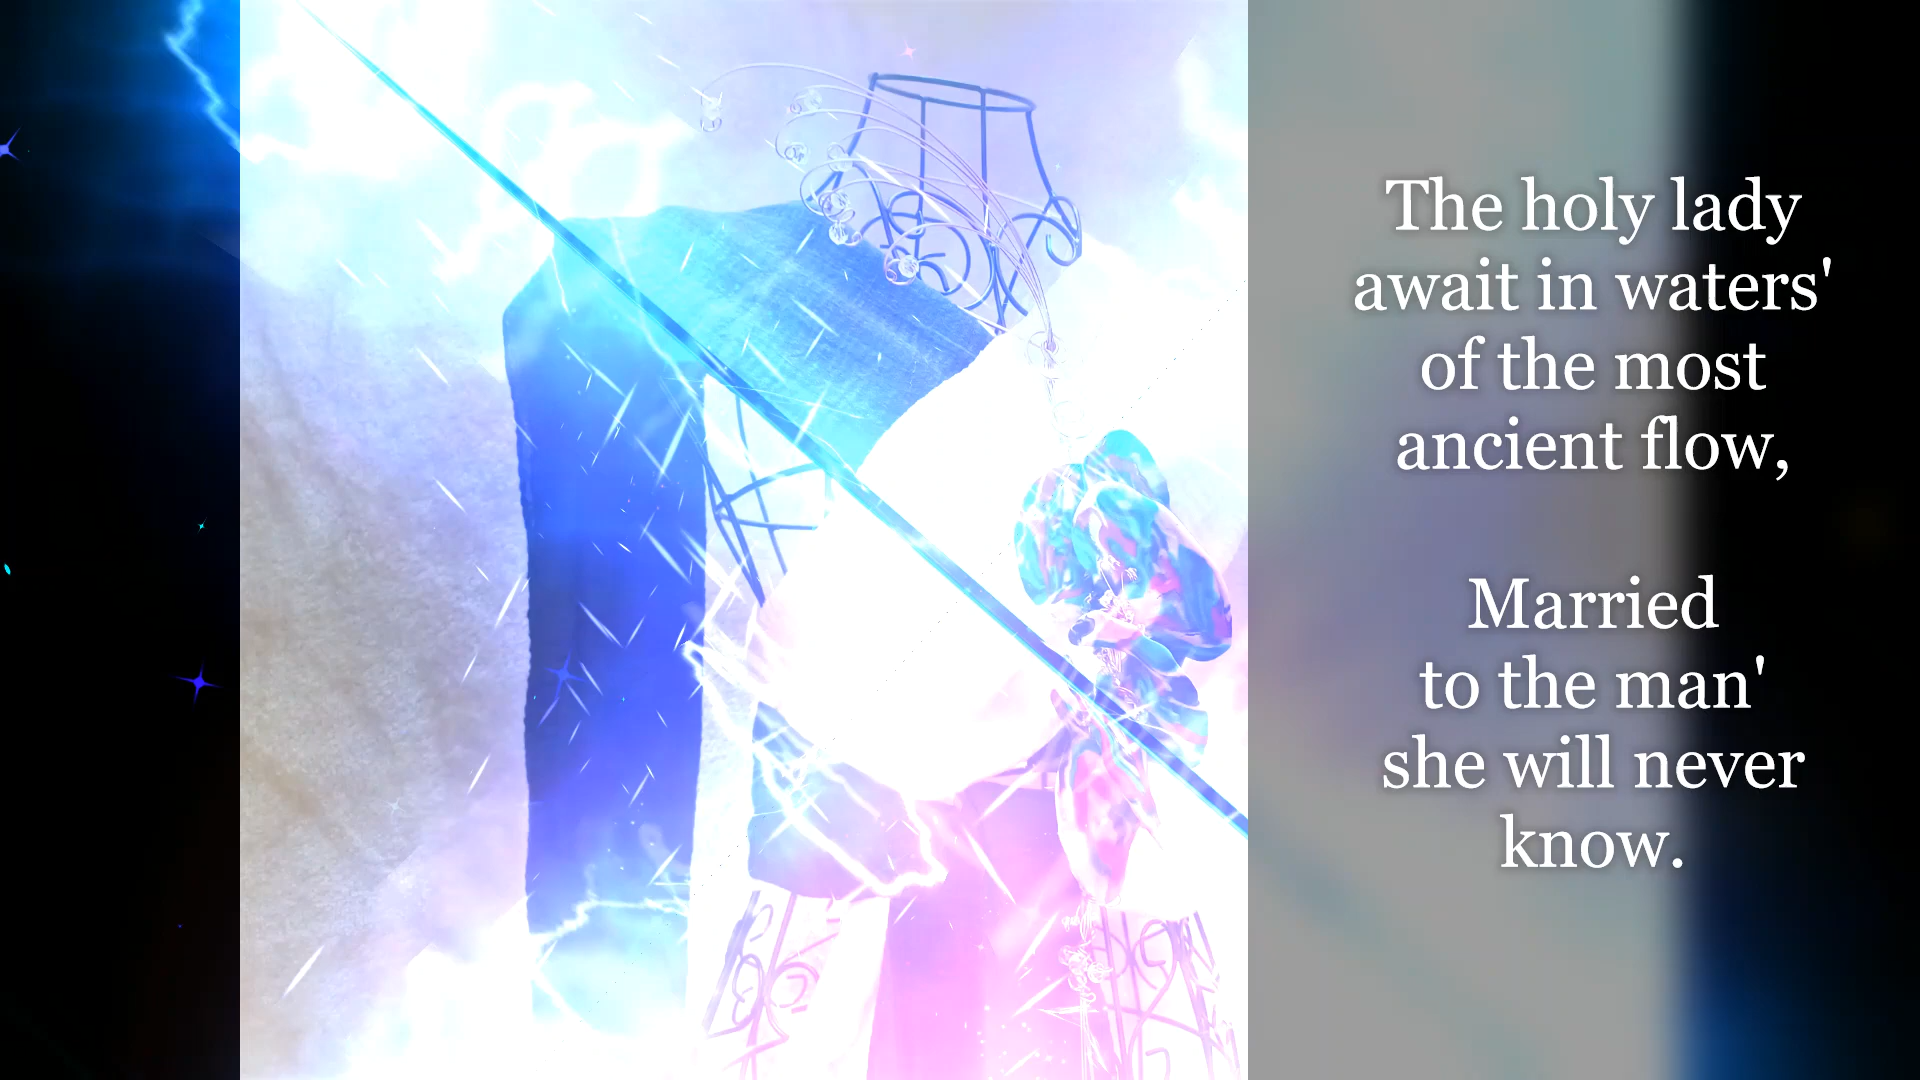 The holy lady
await in waters'
of the most
ancient flow,
Married
to the man'
she will never
know.